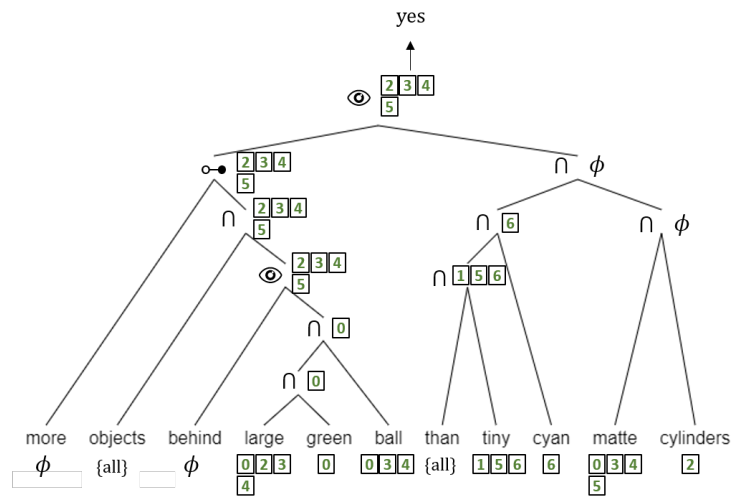 yes
2 3 4
5
2 3 4
5
∩ ϕ
2 3 4
∩
5
∩ 6
∩ ϕ
2 3 4
5
∩ 1 5 6
∩ 0
∩ 0
more objects behind large green ball than tiny cyan matte cylinders
ϕ {all} ϕ 0 2 3 0 0 3 4 {all} 1 5 6 6 0 3 4 2
4 5